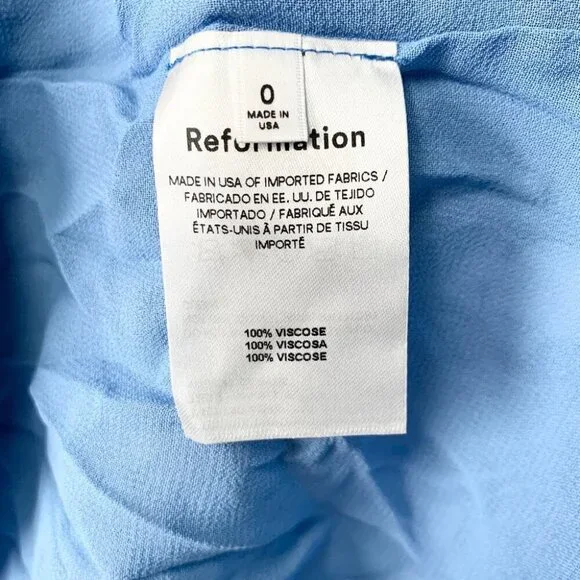 0
MADE IN
USA
Reformation
MADE IN USA OF IMPORTED FABRICS /
FABRICADO EN EE. UU. DE TEJIDO
IMPORTADO / FABRIQUÉ AUX
ÉTATS-UNIS À PARTIR DE TISSU
IMPORTÉ
100% VISCOSE
100% VISCOSA
100% VISCOSE